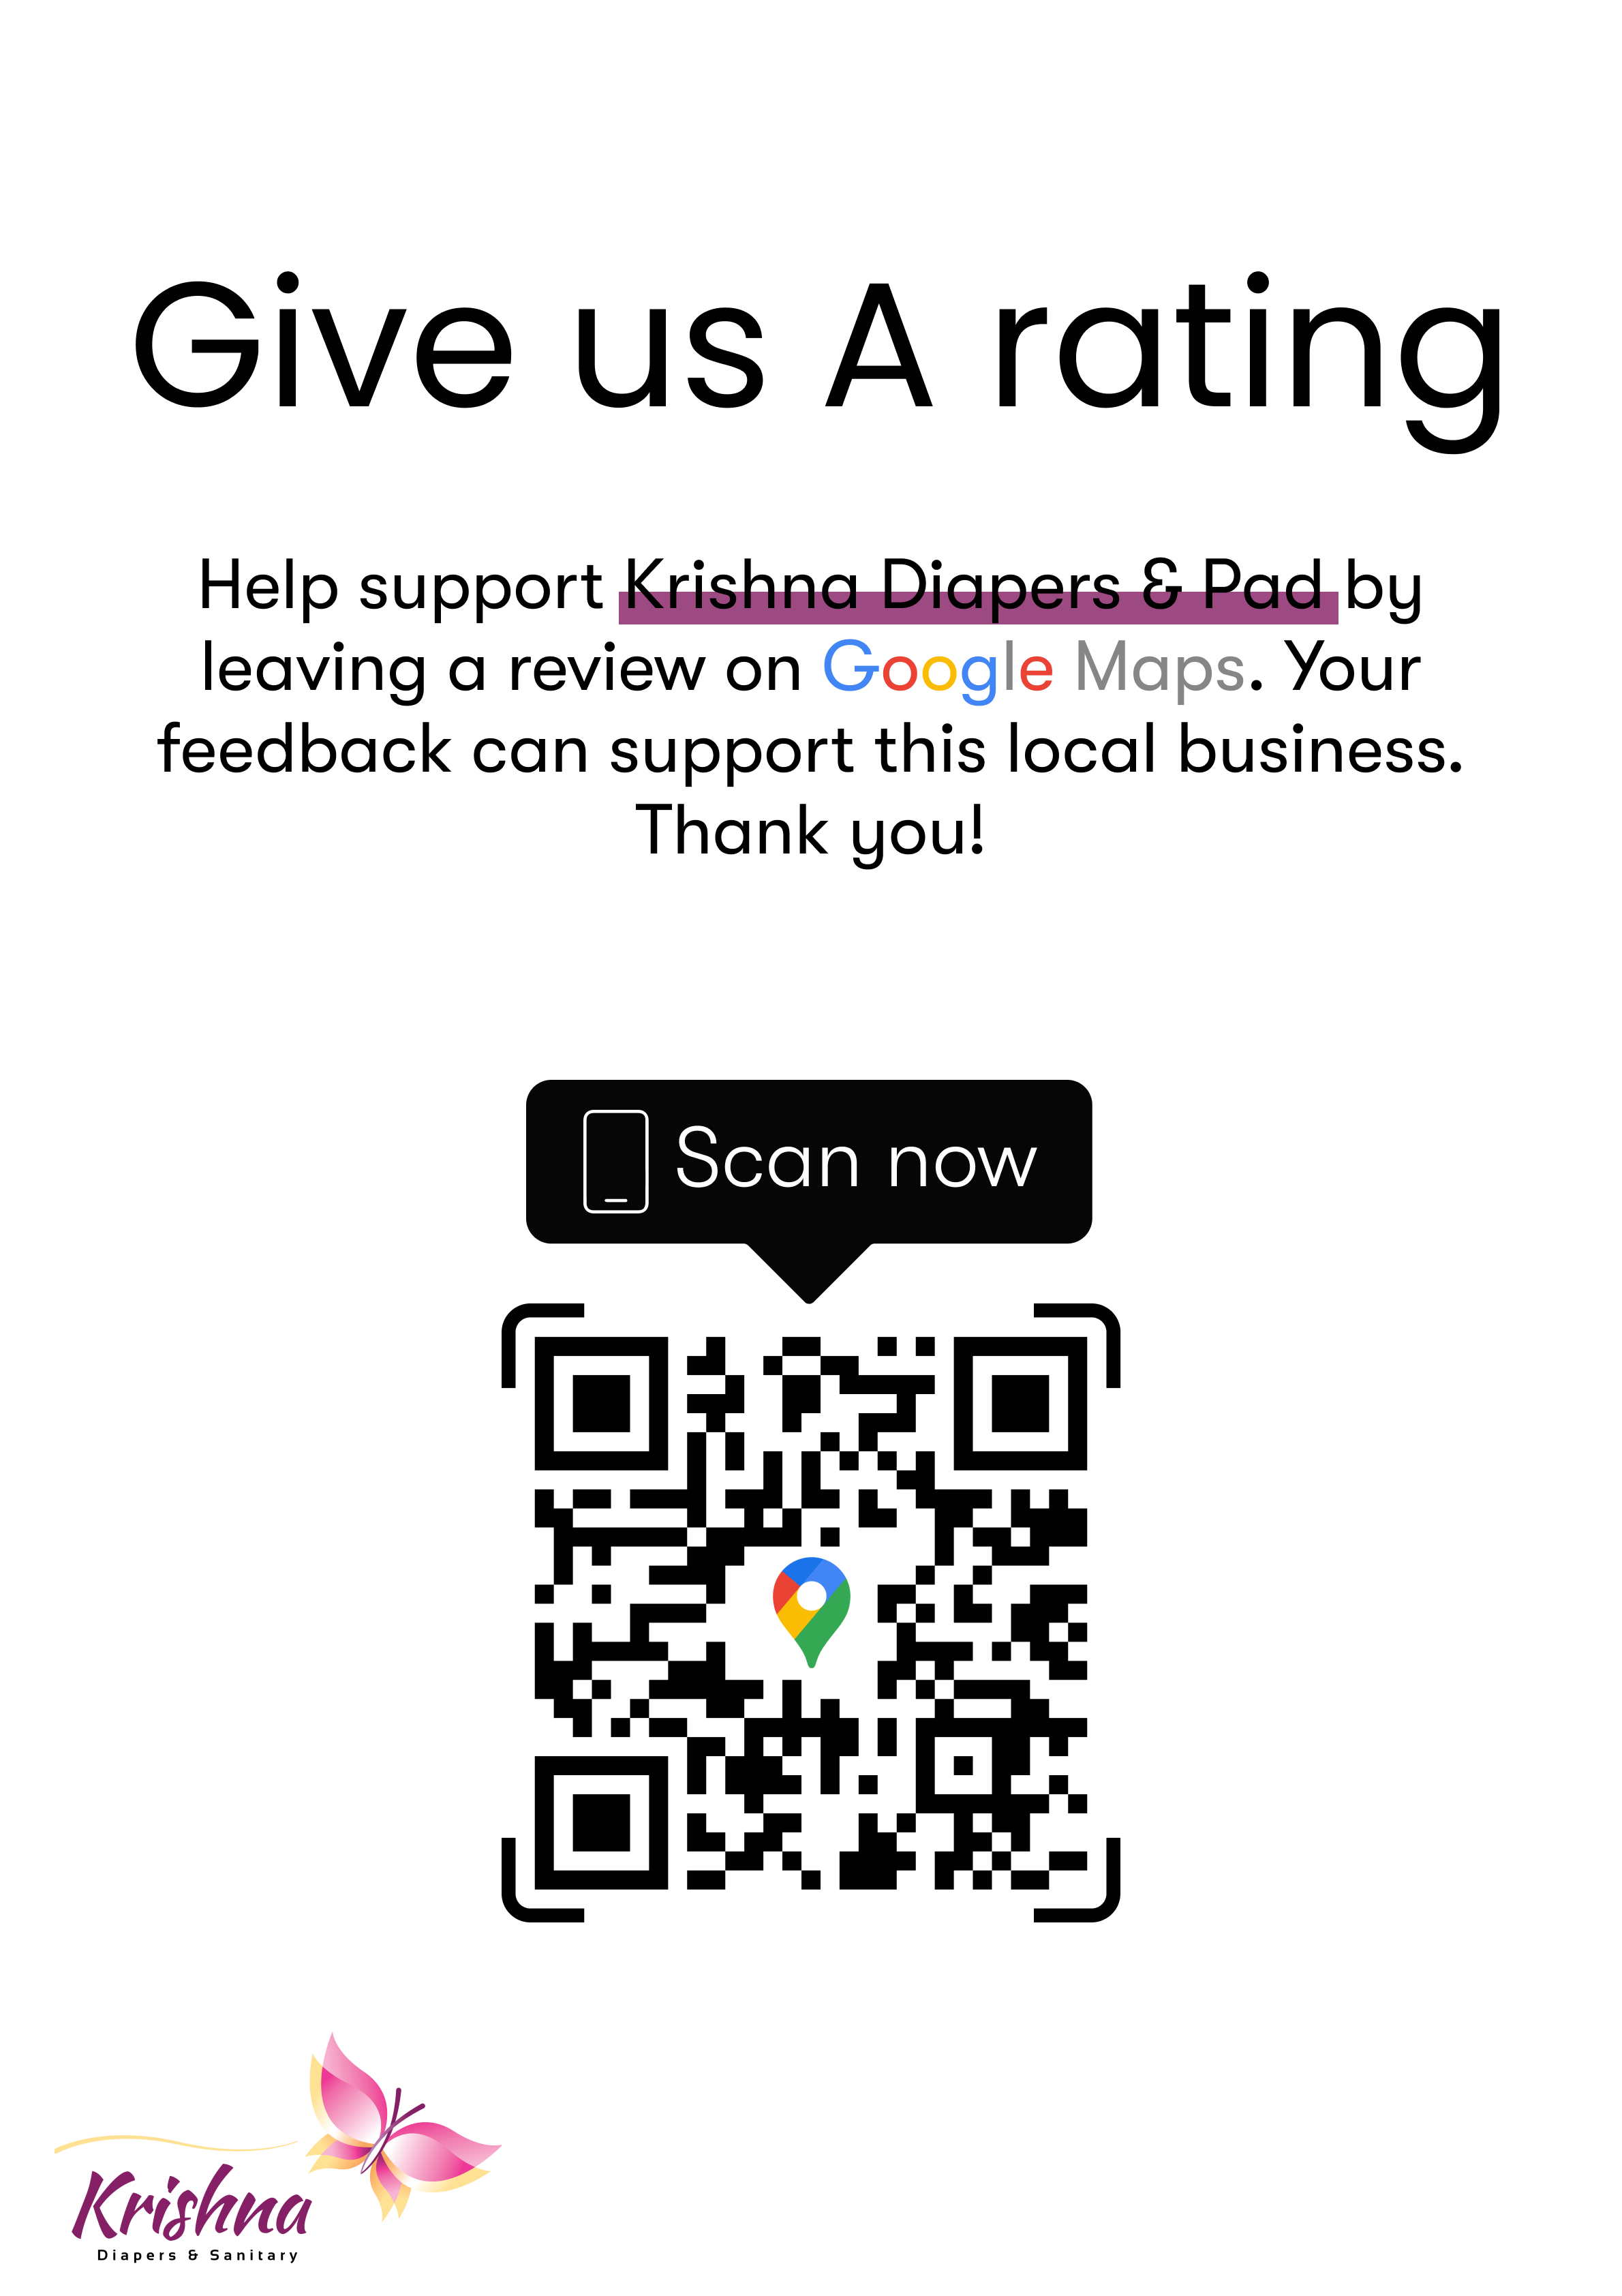 Give us A rating
Help support Krishna Diapers & Pad by
leaving a review on Google Maps. Your
feedback can support this local business.
Thank you!
Scan now
Krishna
Diapers & Sanitary